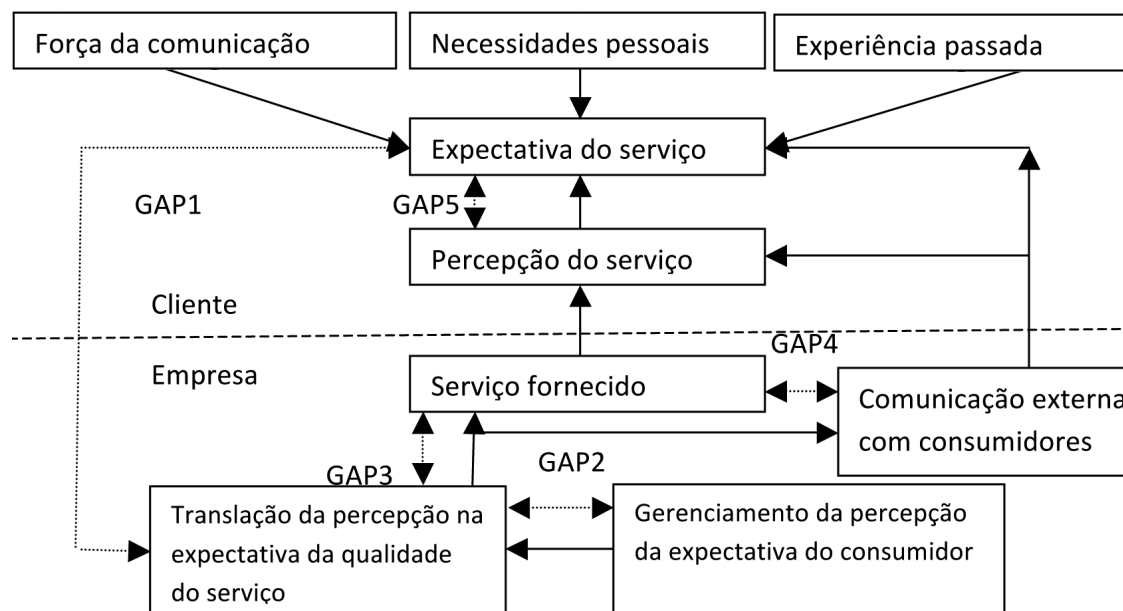 Força da comunicação
Necessidades pessoais
Experiência passada
Expectativa do serviço
GAP1
GAP5
Percepção do serviço
Cliente
GAP4
Empresa
Serviço fornecido
Comunicação externa
com consumidores
GAP3
GAP2
Translação da percepção na
expectativa da qualidade
do serviço
Gerenciamento da percepção
da expectativa do consumidor